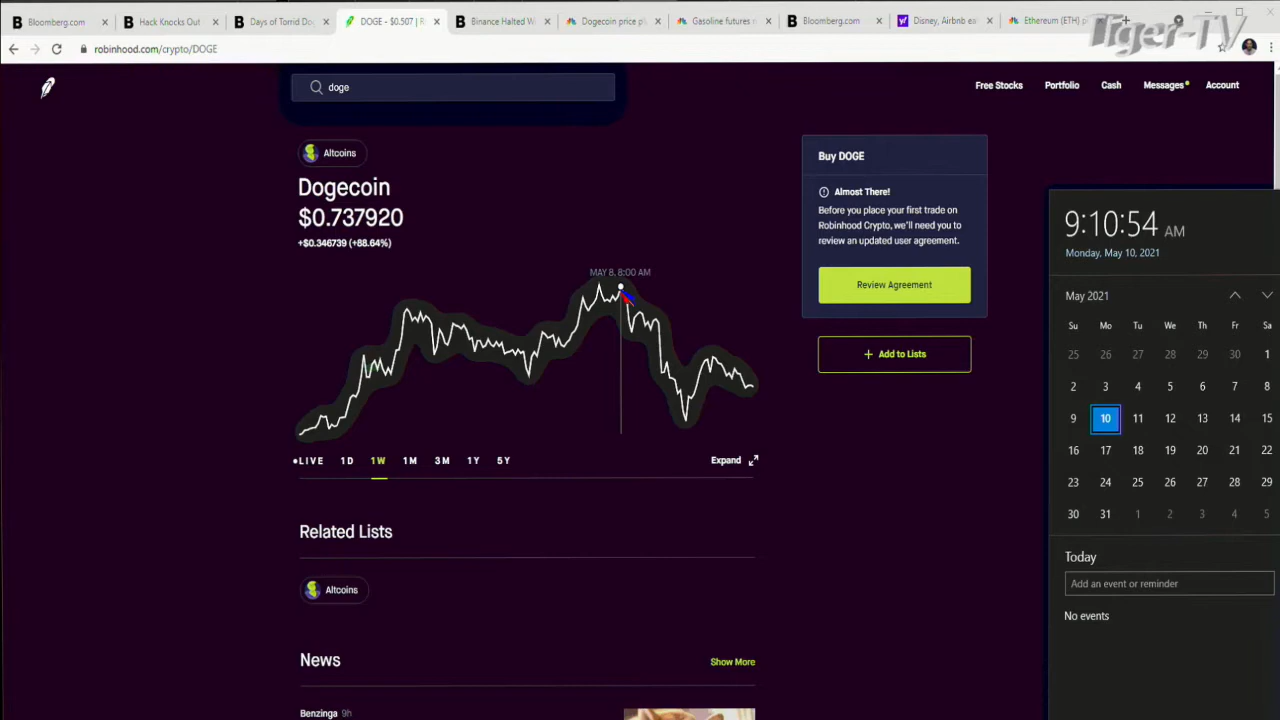 Bloomberg.com
Hack Knocks Out
Days of Torrid Do
DOGE - $0.507 | R
Binance Halted Wi
Dogecoin price plu
Gasoline futures r
Bloomberg.com
Disney, Airbnb ea
Ethereum (ETH) p
Tiger-TV
robinhood.com/crypto/DOGE
doge
Free Stocks
Portfolio
Cash
Messages
Account
Altcoins
Dogecoin
$0.737920
+$0.346739 (+88.64%)
MAY 8, 8:00 AM
LIVE 1D 1W 1M 3M 1Y 5Y
Expand
Buy DOGE
Almost There!
Before you place your first trade on
Robinhood Crypto, we'll need you to
review an updated user agreement.
Review Agreement
+ Add to Lists
Related Lists
Altcoins
News
Show More
Benzinga 9h
9:10:54 AM
Monday, May 10, 2021
May 2021
Su Mo Tu We Th Fr Sa
25 26 27 28 29 30 1
2 3 4 5 6 7 8
9 10 11 12 13 14 15
16 17 18 19 20 21 22
23 24 25 26 27 28 29
30 31 1 2 3 4 5
Today
Add an event or reminder
No events